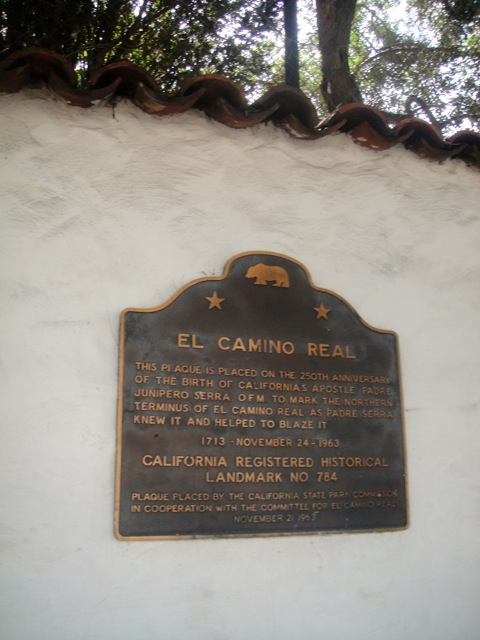 EL CAMINO REAL
THIS PLAQUE IS PLACED ON THE 250TH ANNIVERSARY
OF THE BIRTH OF CALIFORNIA'S APOSTLE, PADRE
JUNIPERO SERRA, O.F.M. TO MARK THE NORTHERN
TERMINUS OF EL CAMINO REAL AS PADRE SERRA
KNEW IT AND HELPED TO BLAZE IT.
1713 - NOVEMBER 24 - 1963
CALIFORNIA REGISTERED HISTORICAL
LANDMARK NO. 784
PLAQUE PLACED BY THE CALIFORNIA STATE PARK COMMISSION
IN COOPERATION WITH THE COMMITTEE FOR EL CAMINO REAL
NOVEMBER 21